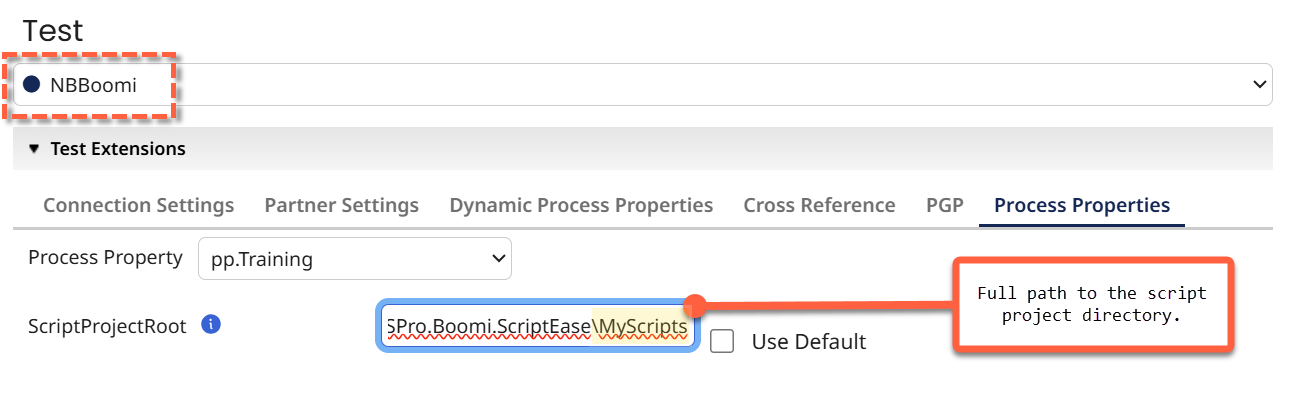 Test
NBBoomi
Test Extensions
Connection Settings Partner Settings Dynamic Process Properties Cross Reference PGP Process Properties
Process Property pp.Training
ScriptProjectRoot SPro.Boomi.ScriptEase\MyScripts Use Default
Full path to the script
project directory.